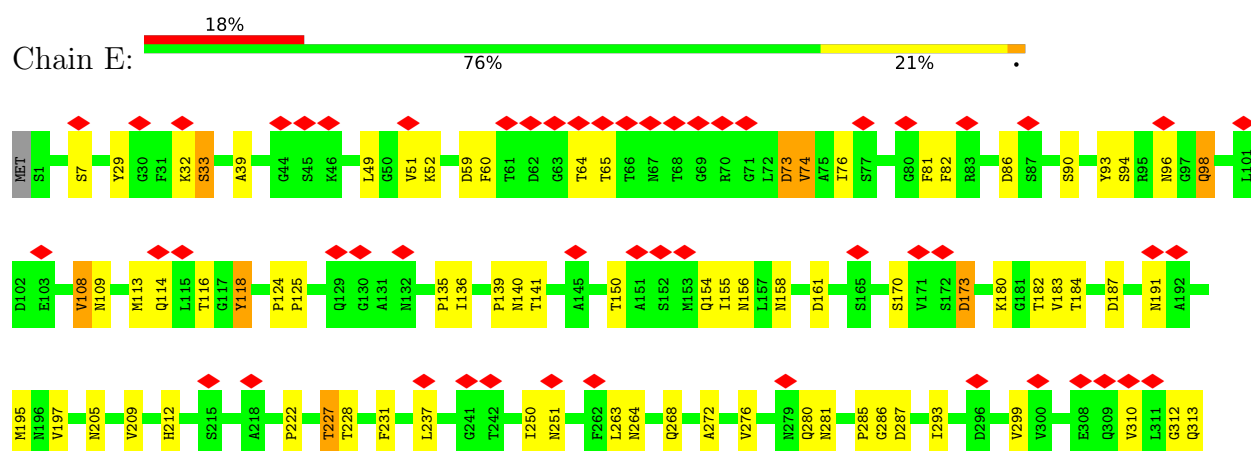 18%
Chain E:
76% 21% •
MET S1 S7 Y29 G30 F31 K32 S33 A39 G44 S45 K46 L49 G50 V51 K52 D59 F60 T61 D62 G63 T64 T65 T66 N67 T68 G69 R70 G71 L72 D73 V74 A75 I76 S77 G80 F81 F82 R83 D86 S87 S90 Y93 S94 R95 N96 G97 Q98 L101
D102 E103 V108 N109 M113 Q114 L115 T116 G117 Y118 P124 P125 Q129 G130 A131 N132 P135 I136 P139 N140 T141 A145 T150 A151 S152 M153 Q154 I155 N156 L157 N158 D161 S165 S170 V171 S172 D173 K180 G181 T182 V183 T184 D187 N191 A192
M195 N196 V197 N205 V209 H212 S215 A218 P222 T227 T228 F231 L237 G241 T242 I250 N251 F262 L263 N264 Q268 A272 V276 N279 Q280 N281 P285 G286 D287 I293 D296 V299 V300 E308 Q309 V310 L311 G312 Q313